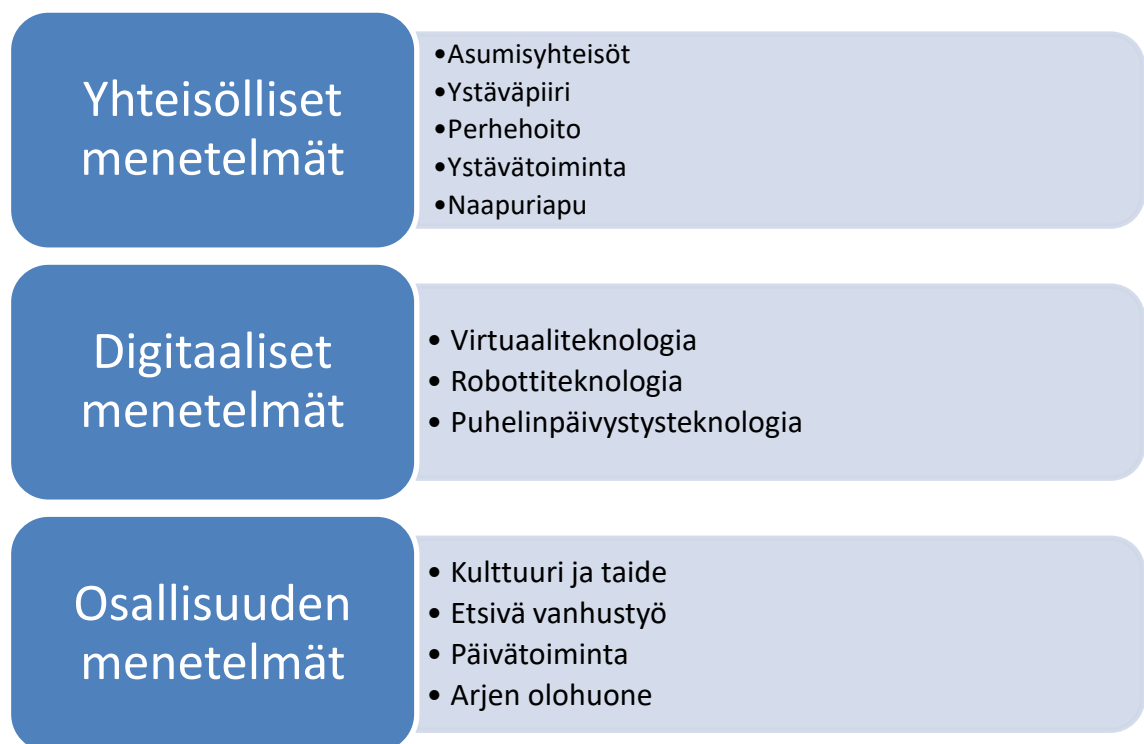 Yhteisölliset
menetelmät
•Asumisyhteisöt
•Ystäväpiiri
•Perhehoito
•Ystävätoiminta
•Naapuriapu
Digitaaliset
menetelmät
• Virtuaaliteknologia
• Robottiteknologia
• Puhelinpäivystysteknologia
Osallisuuden
menetelmät
• Kulttuuri ja taide
• Etsivä vanhustyö
• Päivätoiminta
• Arjen olohuone